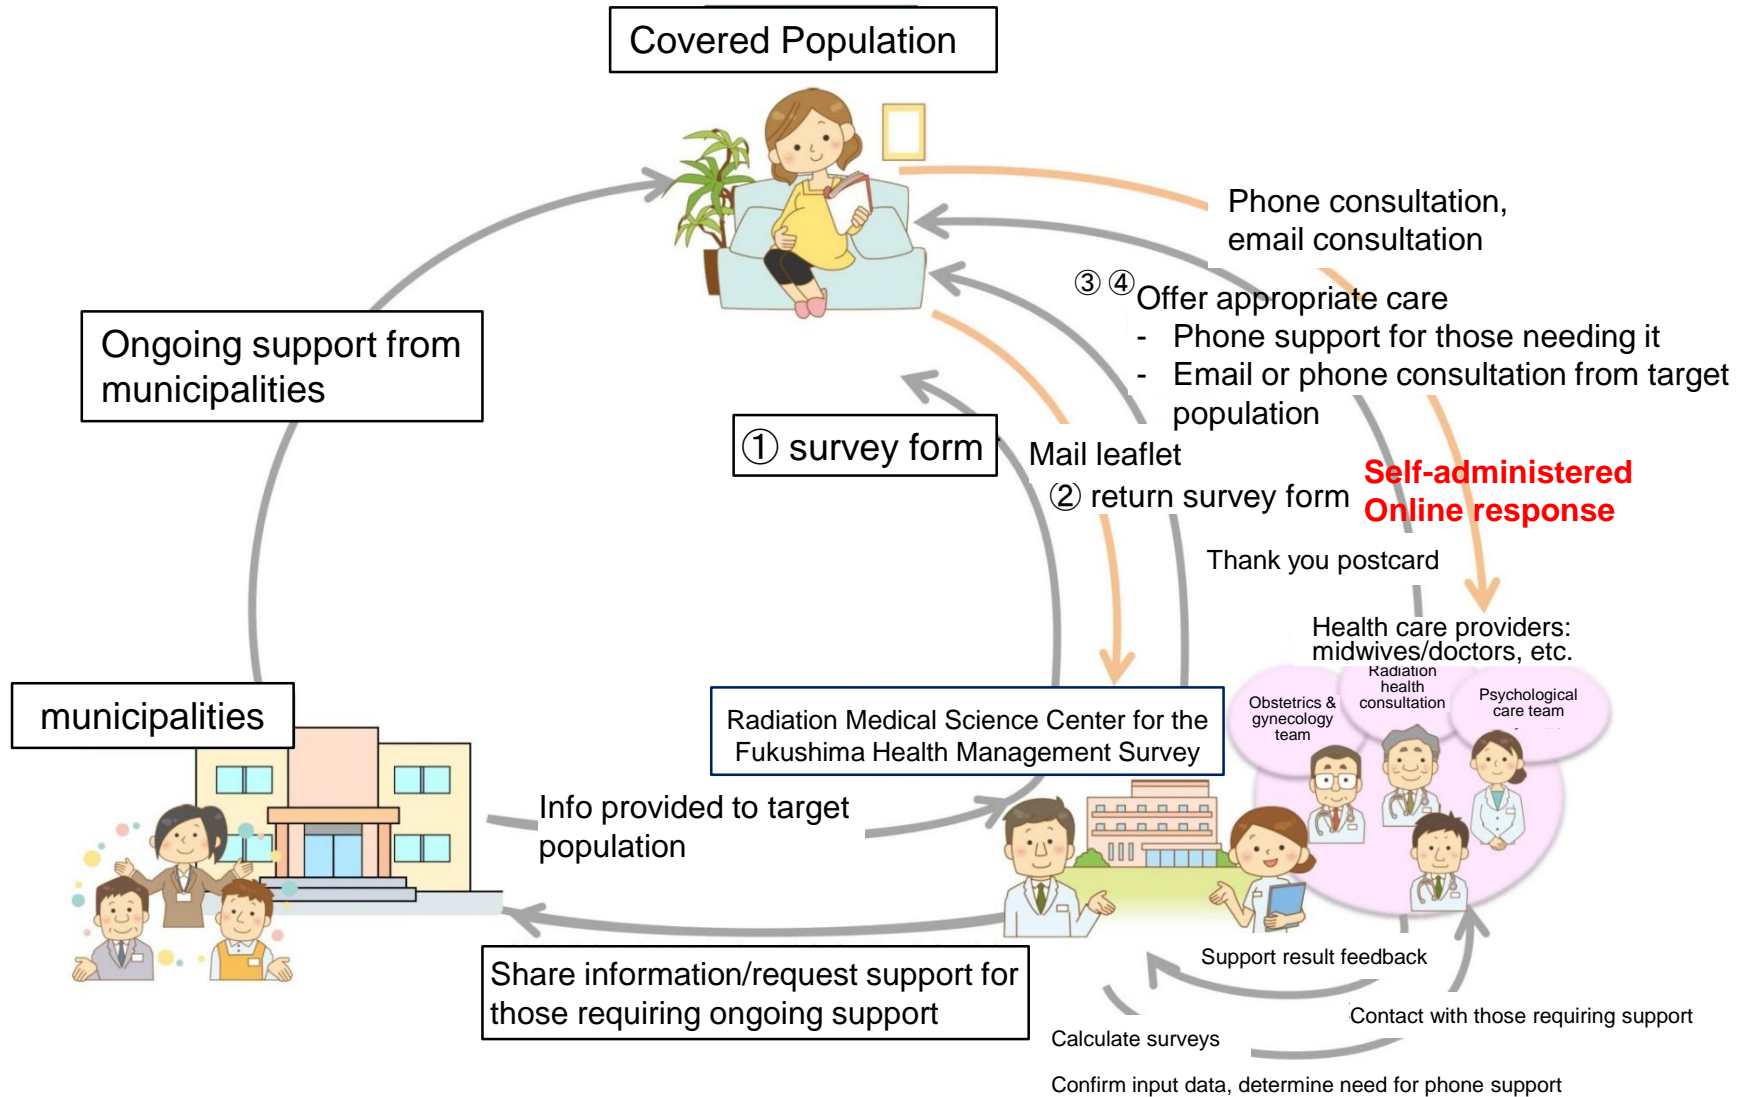 Covered Population
Phone consultation,
email consultation
③ ④
Offer appropriate care
- Phone support for those needing it
- Email or phone consultation from target
population
Ongoing support from
municipalities
① survey form
Mail leaflet
② return survey form
Self-administered
Online response
Thank you postcard
Health care providers:
midwives/doctors, etc.
Radiation
health
consultation
Obstetrics &
gynecology
team
Psychological
care team
municipalities
Radiation Medical Science Center for the
Fukushima Health Management Survey
Info provided to target
population
Share information/request support for
those requiring ongoing support
Support result feedback
Contact with those requiring support
Calculate surveys
Confirm input data, determine need for phone support